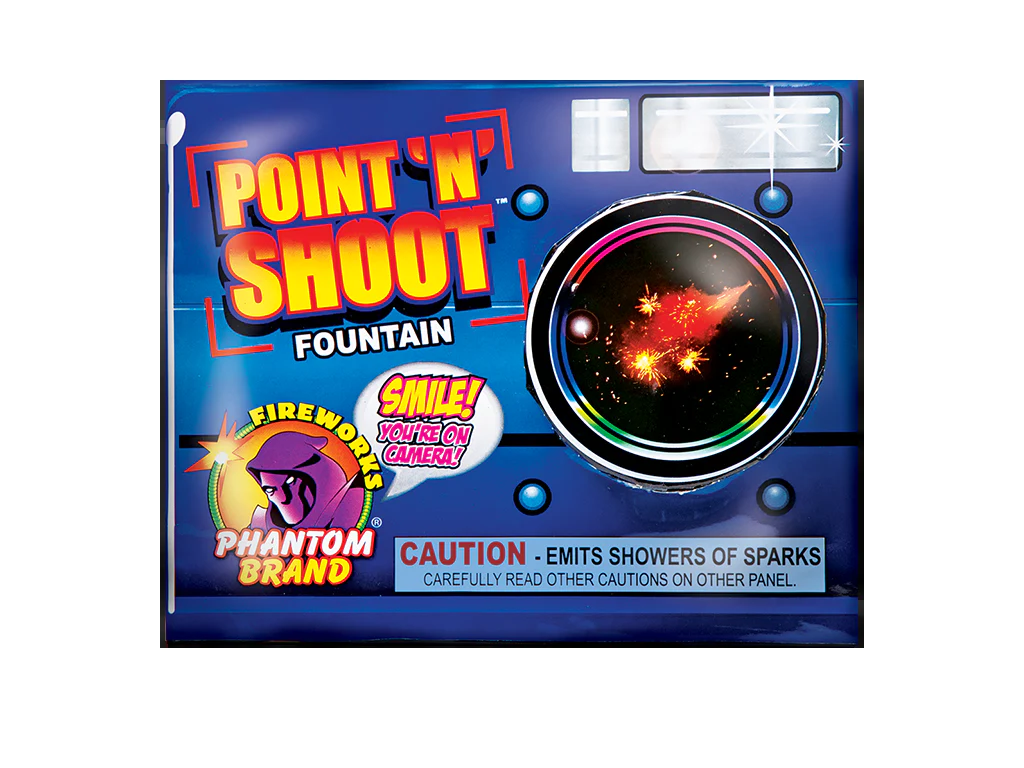 POINT 'N'
SHOOT™
FOUNTAIN
SMILE!
YOU'RE ON
CAMERA!
FIREWORKS
PHANTOM®
BRAND
CAUTION - EMITS SHOWERS OF SPARKS
CAREFULLY READ OTHER CAUTIONS ON OTHER PANEL.